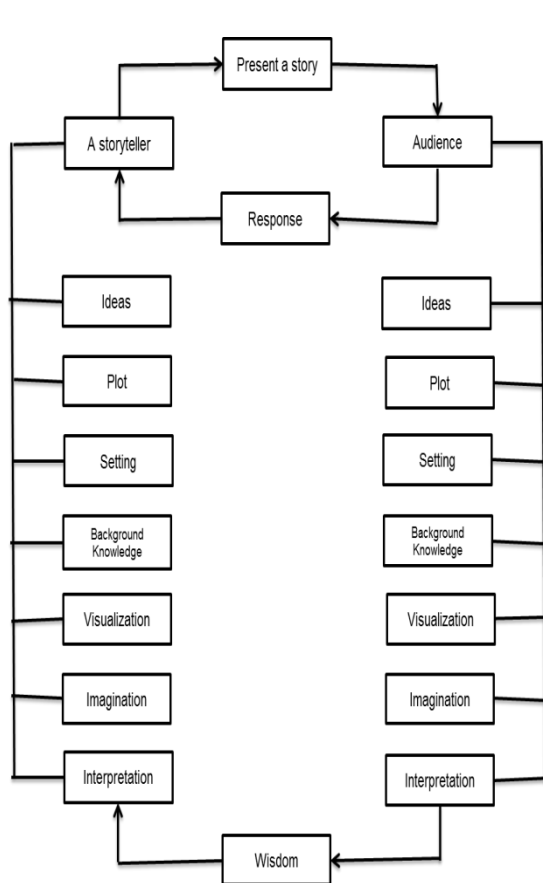 Present a story
A storyteller
Audience
Response
Ideas
Ideas
Plot
Plot
Setting
Setting
Background
Knowledge
Background
Knowledge
Visualization
Visualization
Imagination
Imagination
Interpretation
Interpretation
Wisdom